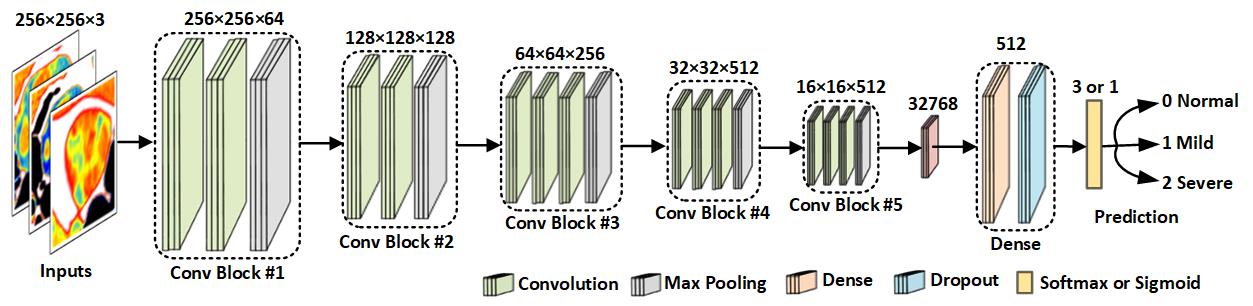 256×256×3
256×256×64
128×128×128
64×64×256
32×32×512
16×16×512
32768
512
3 or 1
0 Normal
1 Mild
2 Severe
Prediction
Inputs
Conv Block #1
Conv Block #2
Conv Block #3
Conv Block #4
Conv Block #5
Dense
Convolution
Max Pooling
Dense
Dropout
Softmax or Sigmoid